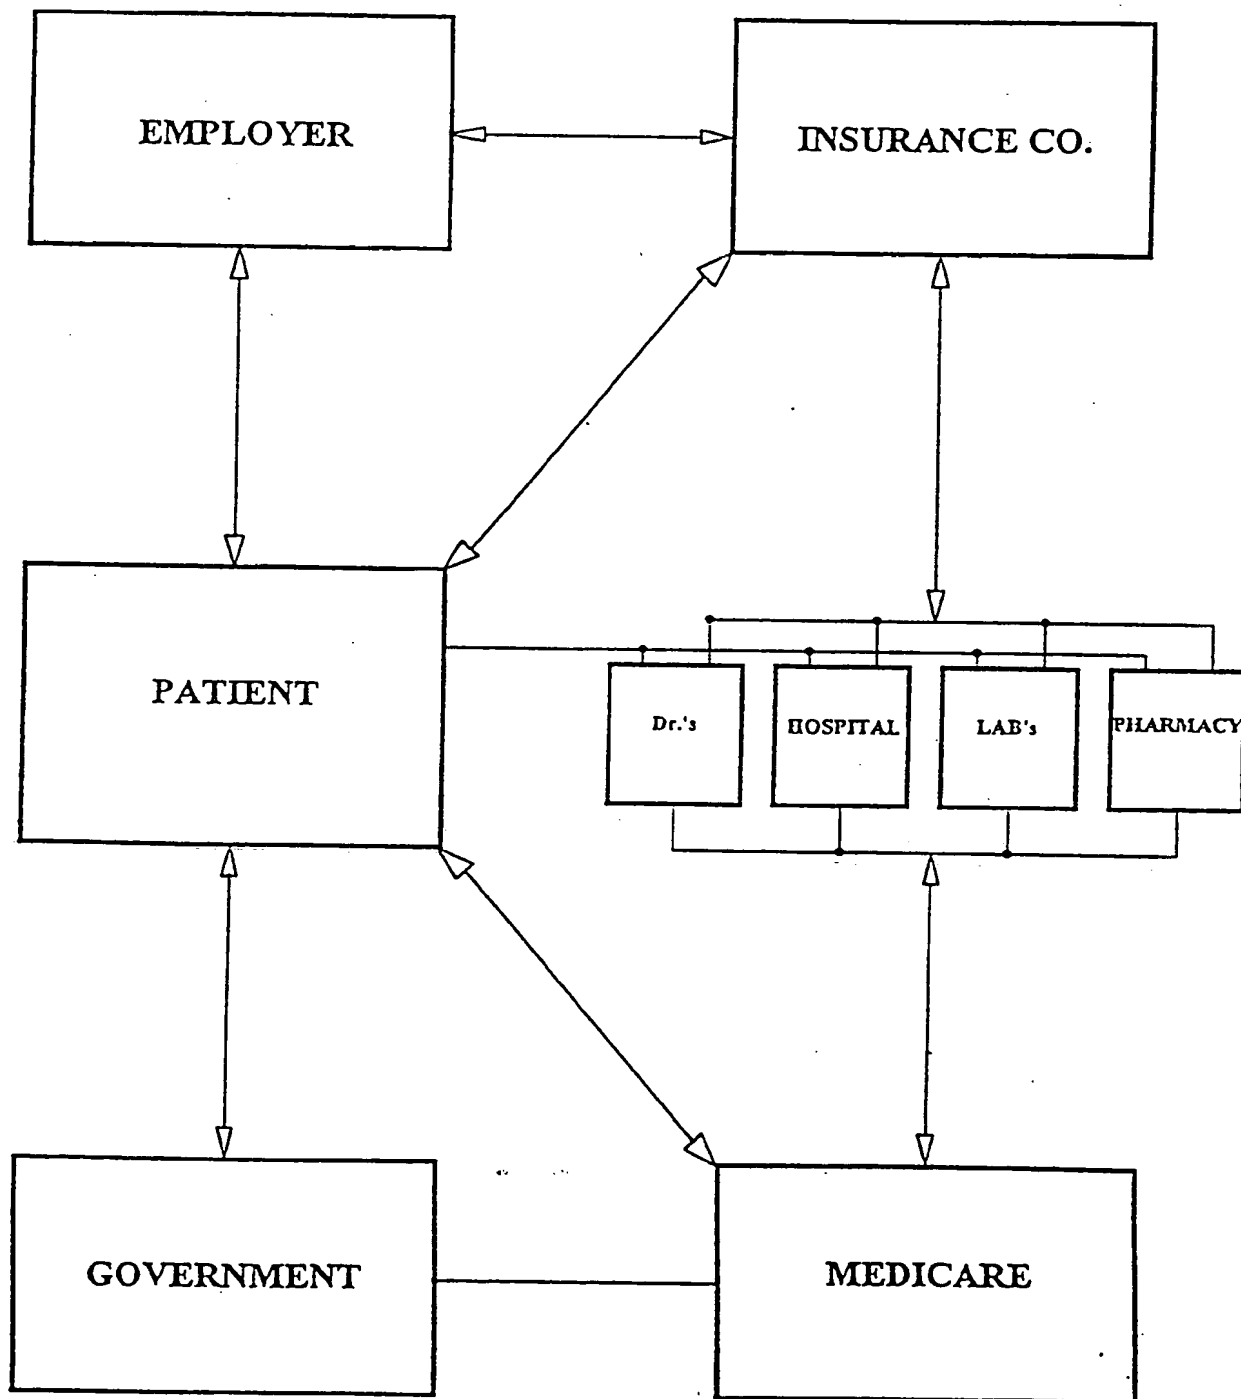 EMPLOYER
INSURANCE CO.
PATIENT
Dr.'s
HOSPITAL
LAB's
PHARMACY
GOVERNMENT
MEDICARE